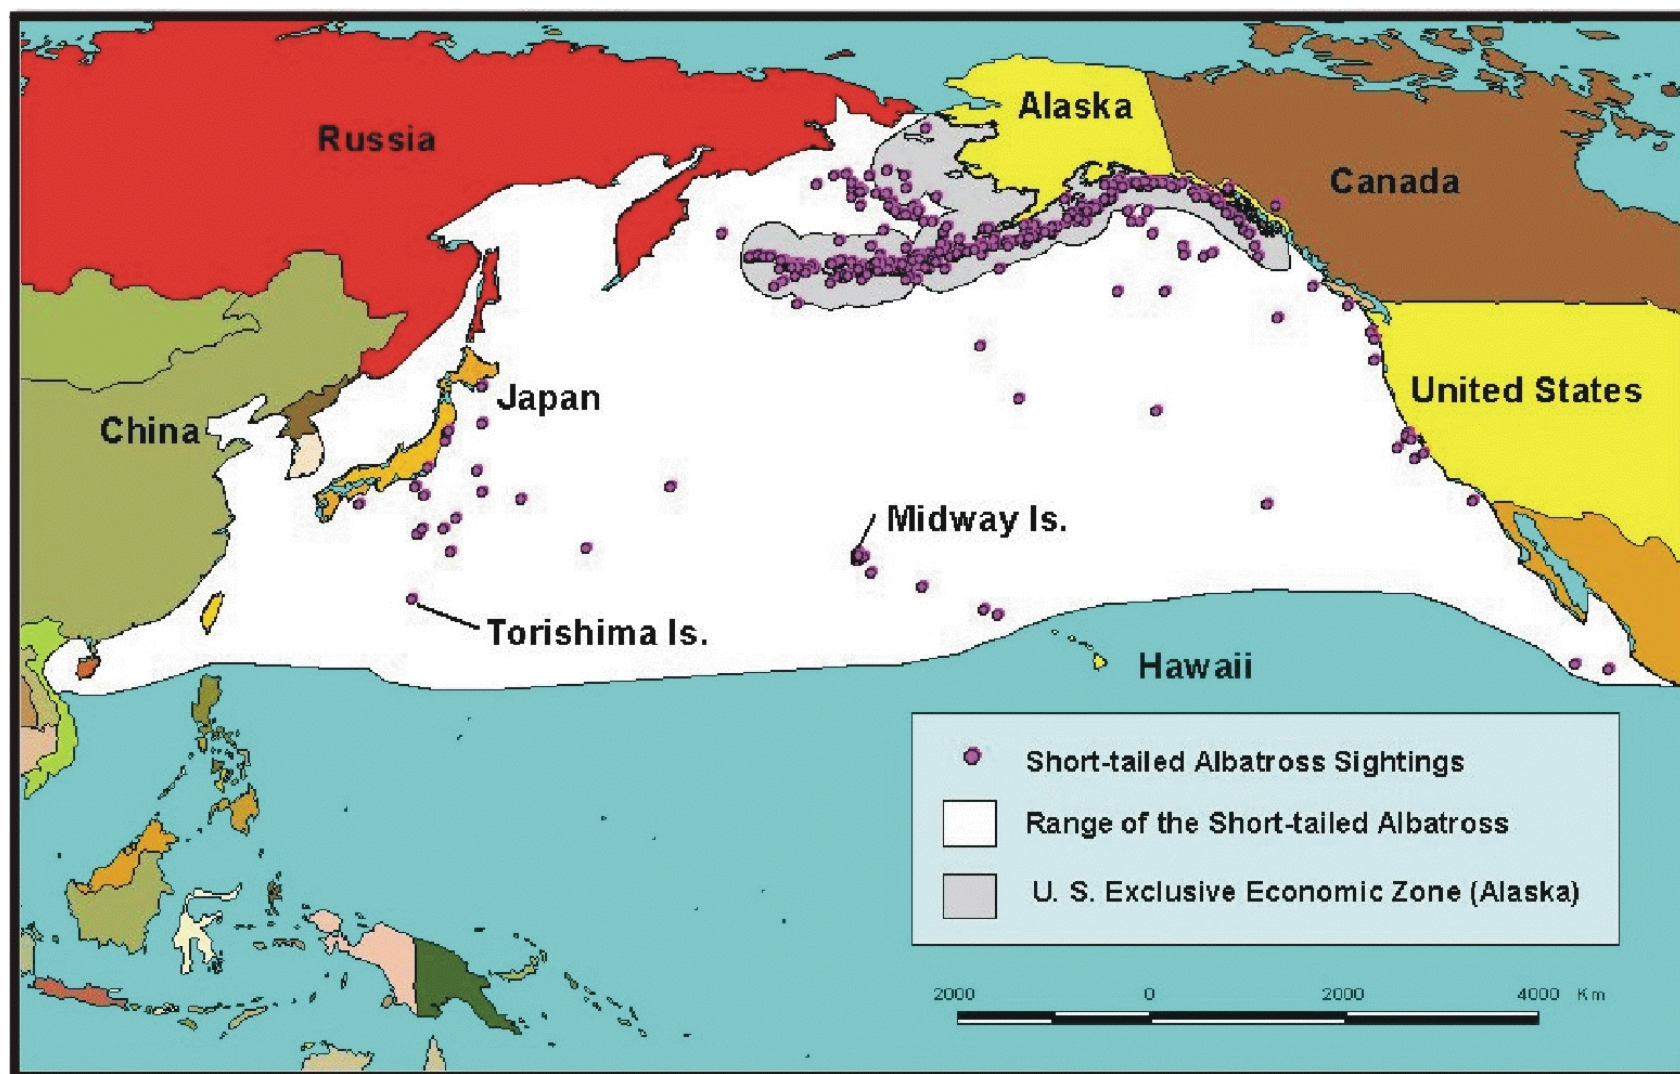 Alaska
Russia
Canada
Japan
United States
China
Midway Is.
Torishima Is.
Hawaii
Short-tailed Albatross Sightings
Range of the Short-tailed Albatross
U. S. Exclusive Economic Zone (Alaska)
2000 0 2000 4000 Km